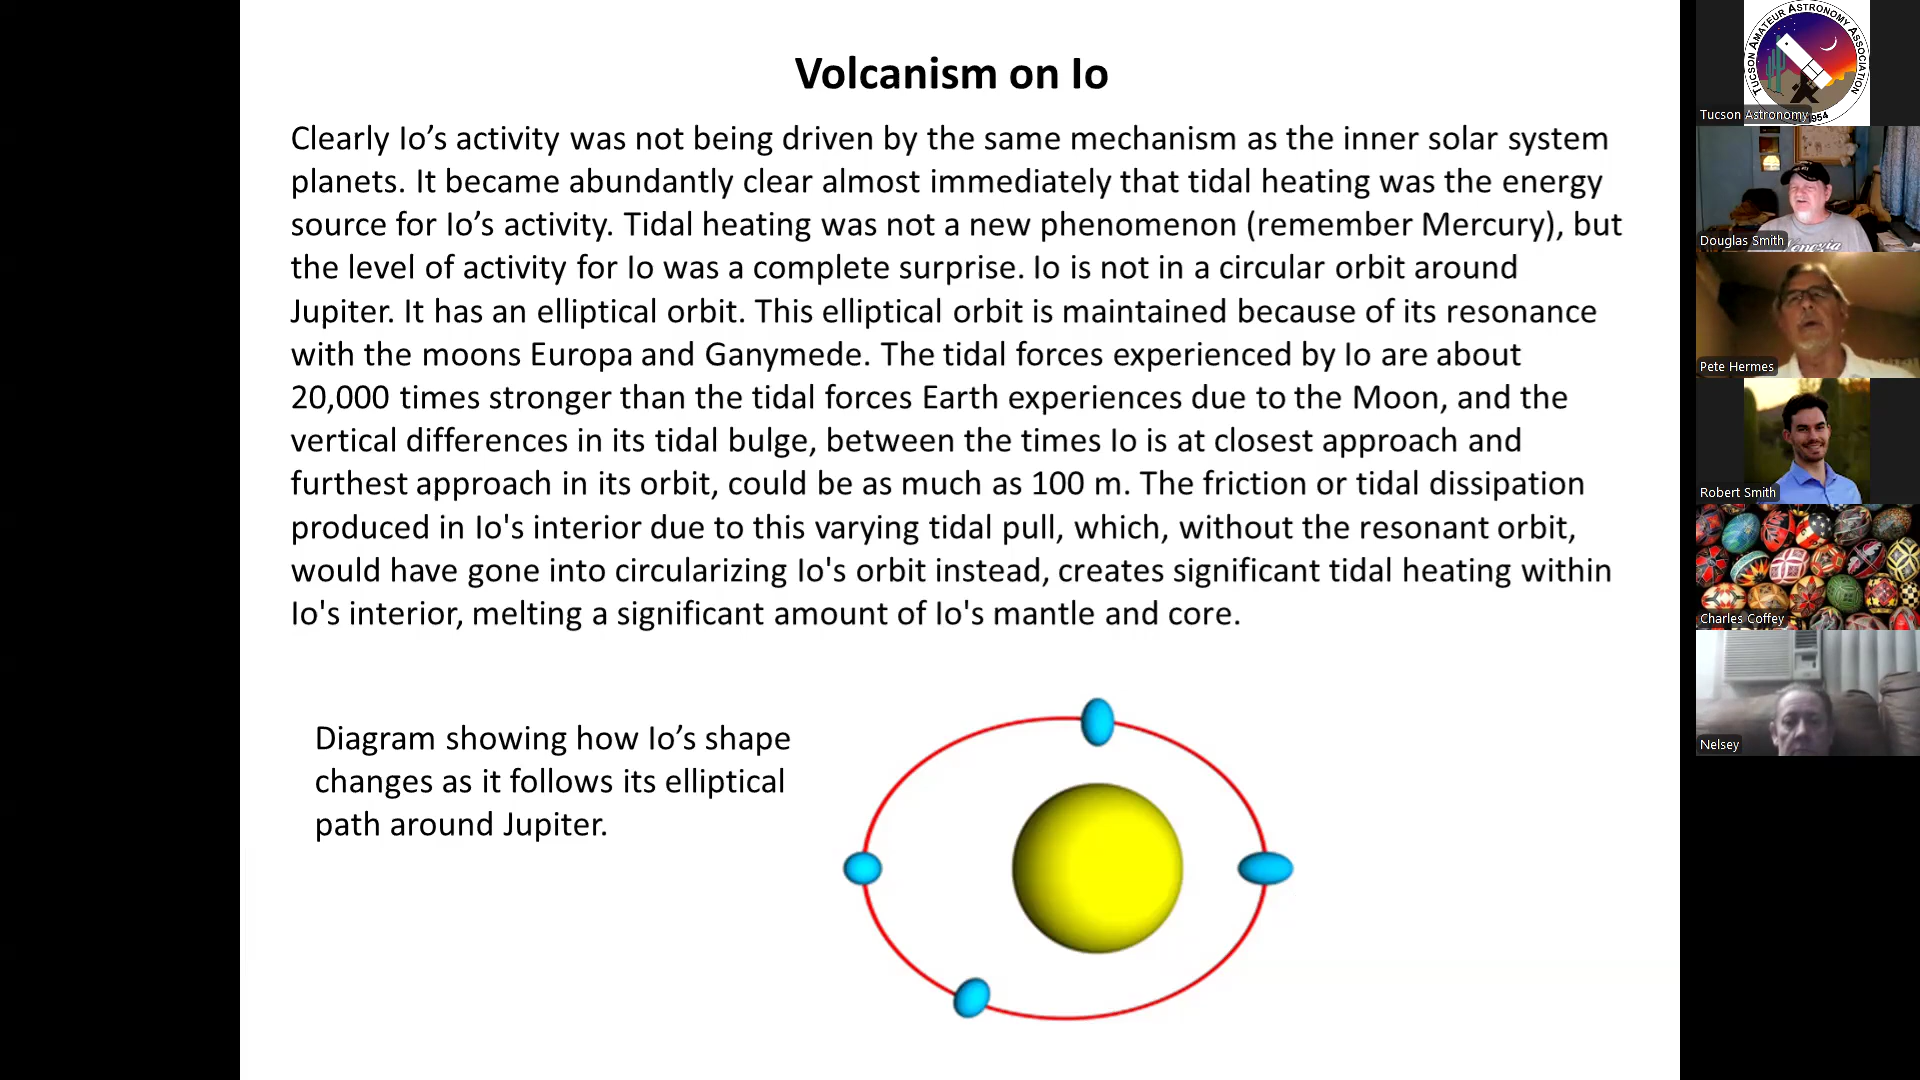 Volcanism on Io
Clearly Io’s activity was not being driven by the same mechanism as the inner solar system
planets. It became abundantly clear almost immediately that tidal heating was the energy
source for Io’s activity. Tidal heating was not a new phenomenon (remember Mercury), but
the level of activity for Io was a complete surprise. Io is not in a circular orbit around
Jupiter. It has an elliptical orbit. This elliptical orbit is maintained because of its resonance
with the moons Europa and Ganymede. The tidal forces experienced by Io are about
20,000 times stronger than the tidal forces Earth experiences due to the Moon, and the
vertical differences in its tidal bulge, between the times Io is at closest approach and
furthest approach in its orbit, could be as much as 100 m. The friction or tidal dissipation
produced in Io's interior due to this varying tidal pull, which, without the resonant orbit,
would have gone into circularizing Io's orbit instead, creates significant tidal heating within
Io's interior, melting a significant amount of Io's mantle and core.
Diagram showing how Io’s shape
changes as it follows its elliptical
path around Jupiter.
TUCSON AMATEUR ASTRONOMY ASSOCIATION
954
Tucson Astronomy
Douglas Smith
Pete Hermes
Robert Smith
Charles Coffey
Nelsey